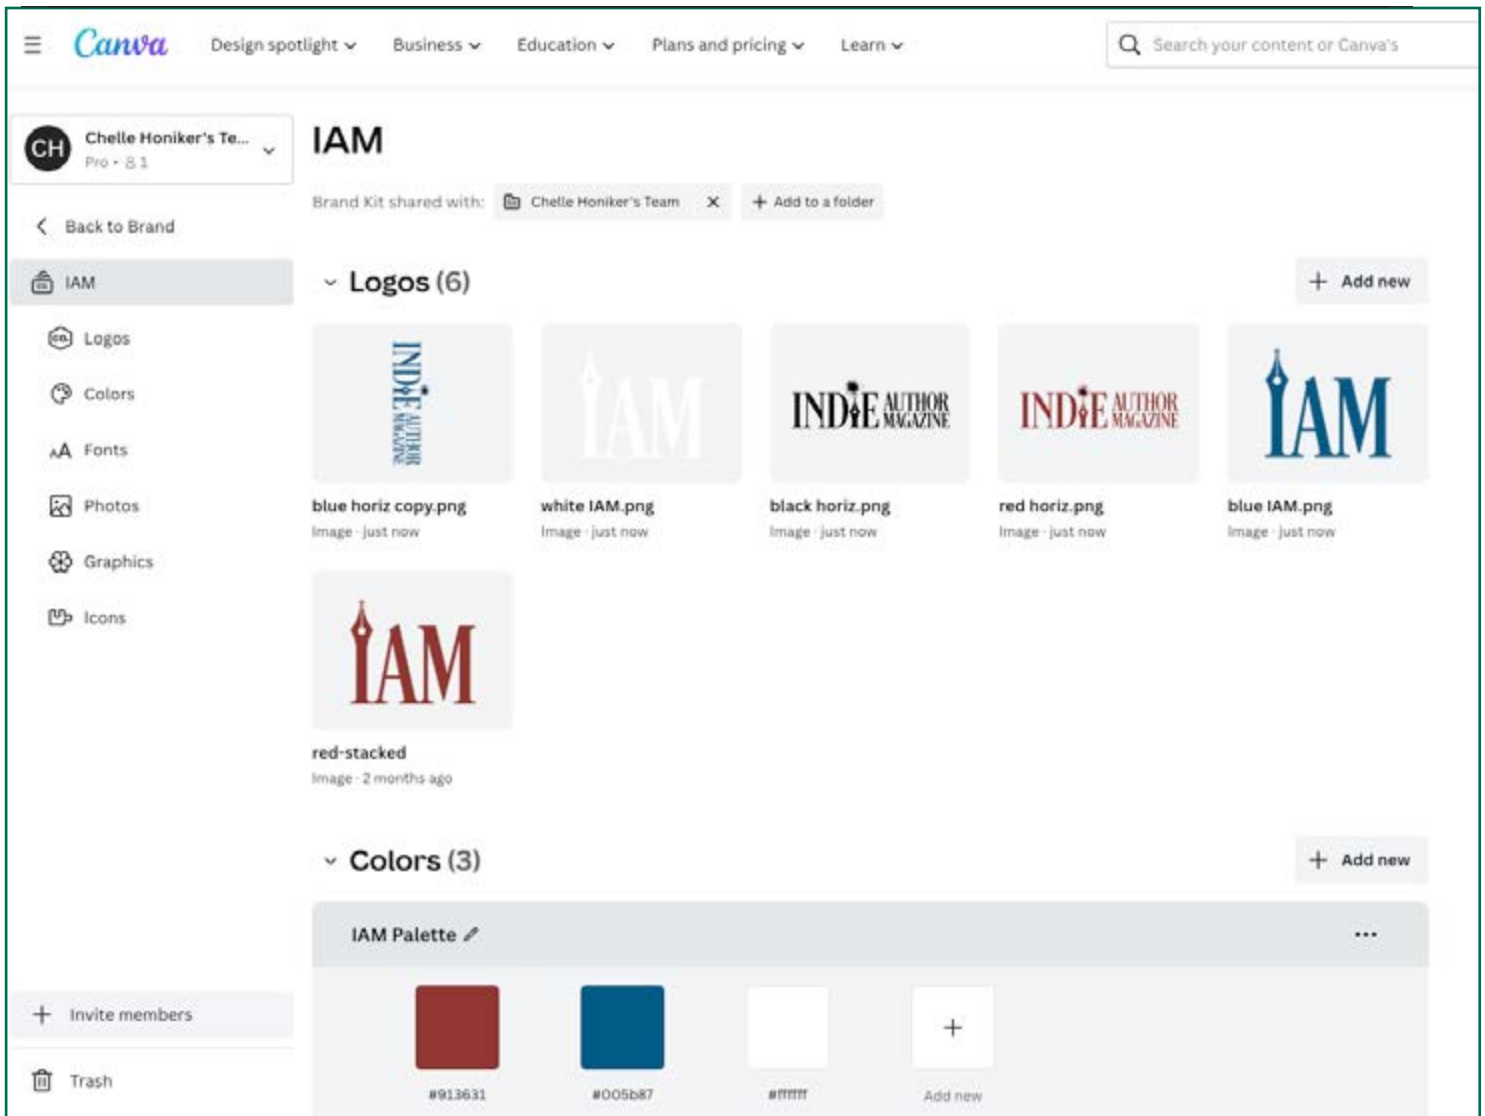 Canva
Design spotlight
Business
Education
Plans and pricing
Learn
Search your content or Canva's
CH
Chelle Honiker's Te...
Pro • 1
Back to Brand
IAM
Logos
CO.
Colors
AA Fonts
Photos
Graphics
Icons
Invite members
Trash
IAM
Brand Kit shared with: Chelle Honiker's Team X + Add to a folder
Logos (6)
+ Add new
INDiE AUTHOR MAGAZINE
IAM
INDiE AUTHOR MAGAZINE
INDiE AUTHOR MAGAZINE
IAM
blue horiz copy.png
Image · just now
white IAM.png
Image · just now
black horiz.png
Image · just now
red horiz.png
Image · just now
blue IAM.png
Image · just now
IAM
red-stacked
Image · 2 months ago
Colors (3)
+ Add new
IAM Palette
#913631
#005b87
#ffffff
+
Add new